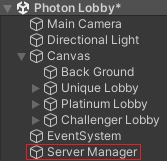 Photon Lobby*
Main Camera
Directional Light
Canvas
Back Ground
Unique Lobby
Platinum Lobby
Challenger Lobby
EventSystem
Server Manager